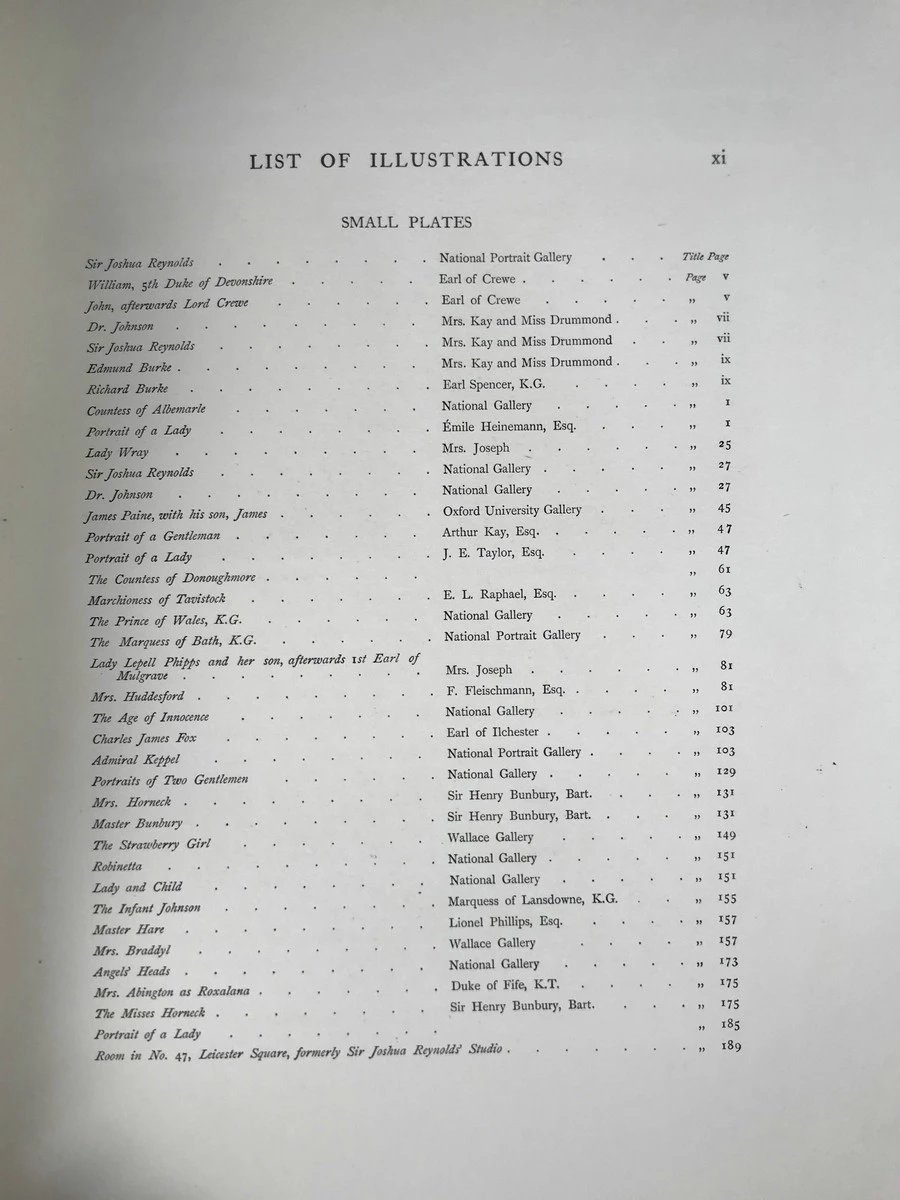 LIST OF ILLUSTRATIONS xi
SMALL PLATES
Sir Joshua Reynolds . . . . . . . National Portrait Gallery . . . Title Page
William, 5th Duke of Devonshire . . . . . Earl of Crewe . . . . . . Page v
John, afterwards Lord Crewe . . . . . Earl of Crewe . . . . . „ v
Dr. Johnson . . . . . . . . Mrs. Kay and Miss Drummond . . . „ vii
Sir Joshua Reynolds . . . . . . . Mrs. Kay and Miss Drummond . . „ vii
Edmund Burke . . . . . . . . Mrs. Kay and Miss Drummond . . . „ ix
Richard Burke . . . . . . . . Earl Spencer, K.G. . . . . „ ix
Countess of Albemarle . . . . . . National Gallery . . . . . „ 1
Portrait of a Lady . . . . . . . Émile Heinemann, Esq. . . . „ 1
Lady Wray . . . . . . . . Mrs. Joseph . . . . . „ 25
Sir Joshua Reynolds . . . . . . . National Gallery . . . . . „ 27
Dr. Johnson . . . . . . . . National Gallery . . . . . „ 27
James Paine, with his son, James . . . . . Oxford University Gallery . . . „ 45
Portrait of a Gentleman . . . . . . Arthur Kay, Esq. . . . . . „ 47
Portrait of a Lady . . . . . . . J. E. Taylor, Esq. . . . . „ 47
The Countess of Donoughmore . . . . . „ 61
Marchioness of Tavistock . . . . . . E. L. Raphael, Esq. . . . . „ 63
The Prince of Wales, K.G. . . . . . National Gallery . . . . . „ 63
The Marquess of Bath, K.G. . . . . . National Portrait Gallery . . . „ 79
Lady Lepell Phipps and her son, afterwards 1st Earl of
Mulgrave . . . . . . . Mrs. Joseph . . . . . „ 81
Mrs. Huddesford . . . . . . . F. Fleischmann, Esq. . . . . „ 81
The Age of Innocence . . . . . . National Gallery . . . . . „ 101
Charles James Fox . . . . . . . Earl of Ilchester . . . . . „ 103
Admiral Keppel . . . . . . . National Portrait Gallery . . . „ 103
Portraits of Two Gentlemen . . . . . National Gallery . . . . . „ 129
Mrs. Horneck . . . . . . . Sir Henry Bunbury, Bart. . . . „ 131
Master Bunbury . . . . . . . Sir Henry Bunbury, Bart. . . . „ 131
The Strawberry Girl . . . . . . Wallace Gallery . . . . . „ 149
Robinetta . . . . . . . . National Gallery . . . . . „ 151
Lady and Child . . . . . . . National Gallery . . . . . „ 151
The Infant Johnson . . . . . . Marquess of Lansdowne, K.G. . . „ 155
Master Hare . . . . . . . Lionel Phillips, Esq. . . . . „ 157
Mrs. Braddyl . . . . . . . Wallace Gallery . . . . „ 157
Angels' Heads . . . . . . . National Gallery . . . . . „ 173
Mrs. Abington as Roxalana . . . . . . Duke of Fife, K.T. . . . . „ 175
The Misses Horneck . . . . . . Sir Henry Bunbury, Bart. . . . „ 175
Portrait of a Lady . . . . . . . „ 185
Room in No. 47, Leicester Square, formerly Sir Joshua Reynolds' Studio . . . . . . . „ 189